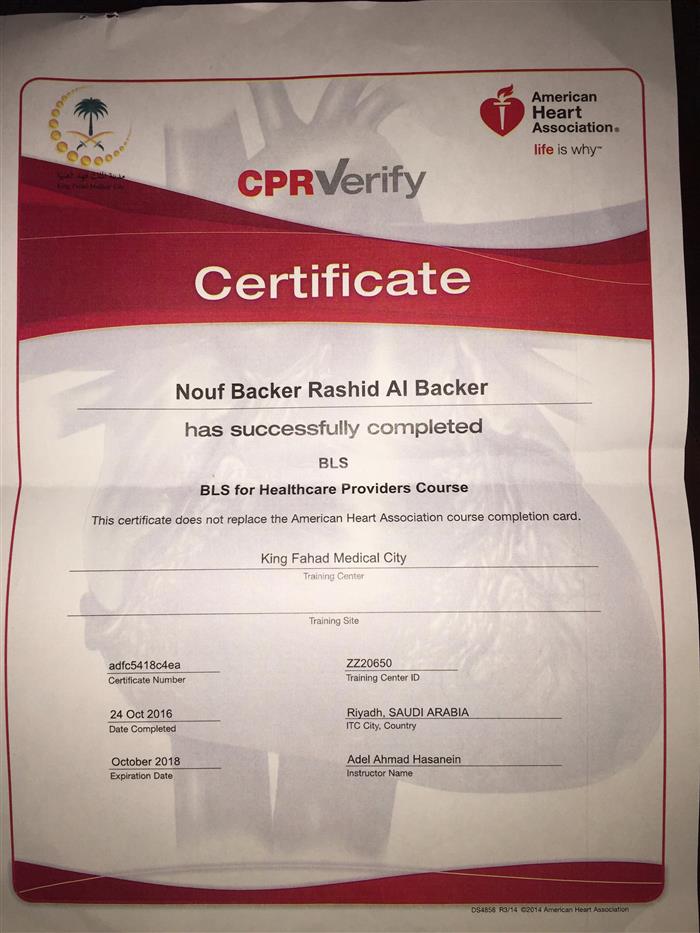 King Fahad Medical City
American
Heart
Association®
life is why™
CPRVerify
Certificate
Nouf Backer Rashid Al Backer
has successfully completed
BLS
BLS for Healthcare Providers Course
This certificate does not replace the American Heart Association course completion card.
King Fahad Medical City
Training Center
Training Site
adfc5418c4ea
Certificate Number
ZZ20650
Training Center ID
24 Oct 2016
Date Completed
Riyadh, SAUDI ARABIA
ITC City, Country
October 2018
Expiration Date
Adel Ahmad Hasanein
Instructor Name
DS4856 R3/14 ©2014 American Heart Association